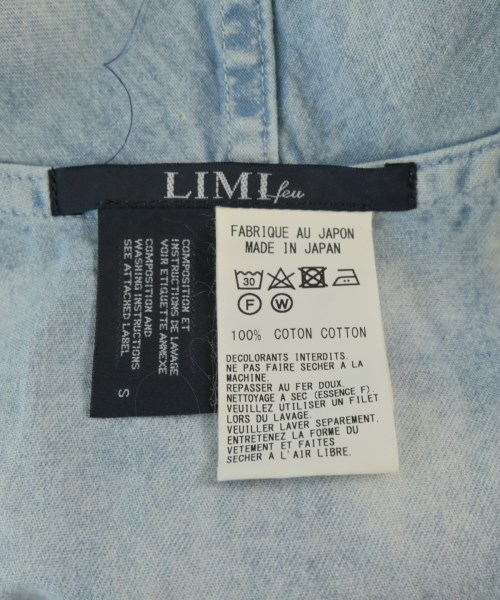 LIMI feu
FABRIQUE AU JAPON
MADE IN JAPAN
30
F W
100% COTON COTTON
DECOLORANTS INTERDITS.
NE PAS FAIRE SECHER A LA
MACHINE.
REPASSER AU FER DOUX.
NETTOYAGE A SEC (ESSENCE F).
VEUILLEZ UTILISER UN FILET
LORS DU LAVAGE.
VEUILLER LAVER SEPAREMENT.
ENTRETENEZ LA FORME DU
VETEMENT ET FAITES
SECHER A L'AIR LIBRE.
COMPOSITION ET
INSTRUCTIONS DE LAVAGE
VOIR ETIQUETTE ANNEXE
COMPOSITION AND
WASHING INSTRUCTIONS
SEE ATTACHED LABEL
S